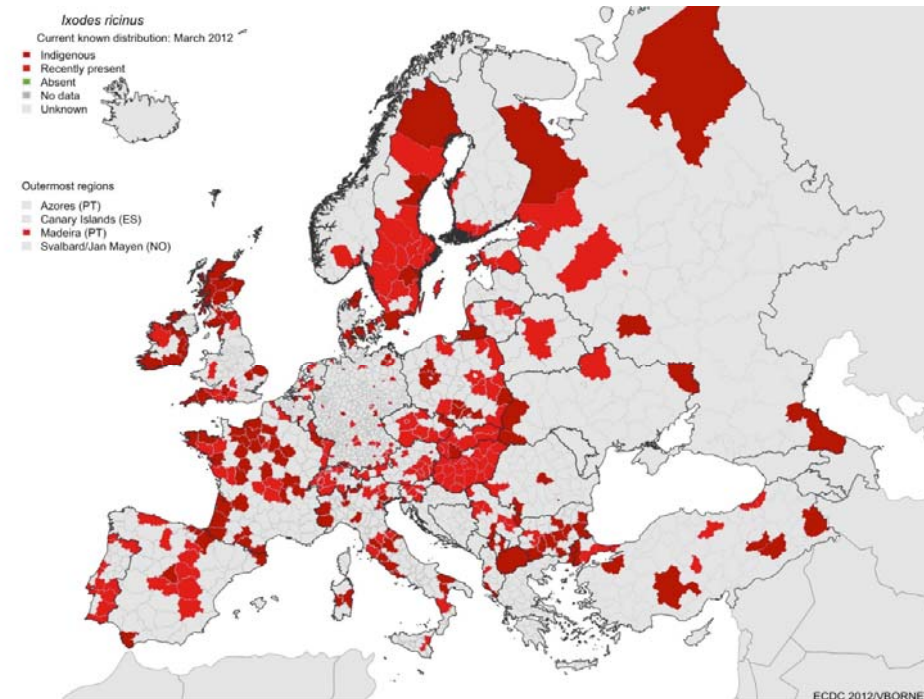 Ixodes ricinus
Current known distribution: March 2012
Indigenous
Recently present
Absent
No data
Unknown
Outermost regions
Azores (PT)
Canary Islands (ES)
Madeira (PT)
Svalbard/Jan Mayen (NO)
ECDC 2012/VBORNE